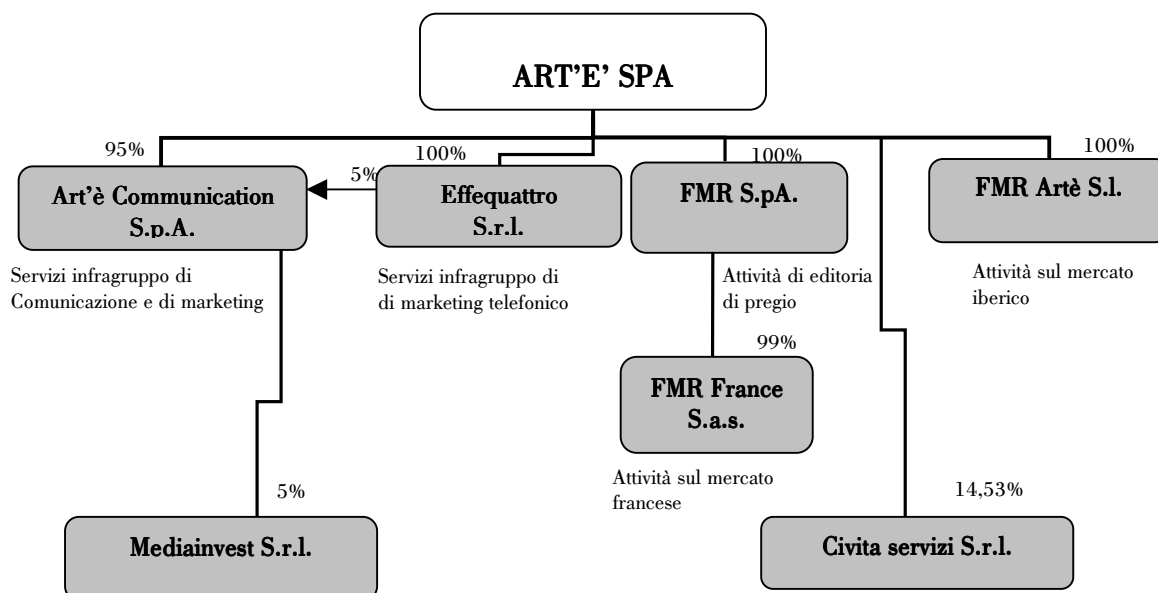 ART’E’ SPA
95%
100%
100%
100%
5%
Art’è Communication
S.p.A.
Effequattro
S.r.l.
FMR S.pA.
FMR Artè S.l.
Servizi infragruppo di
Comunicazione e di marketing
Servizi infragruppo di
di marketing telefonico
Attività di editoria
di pregio
Attività sul mercato
iberico
99%
FMR France
S.a.s.
Attività sul mercato
francese
5%
14,53%
Mediainvest S.r.l.
Civita servizi S.r.l.